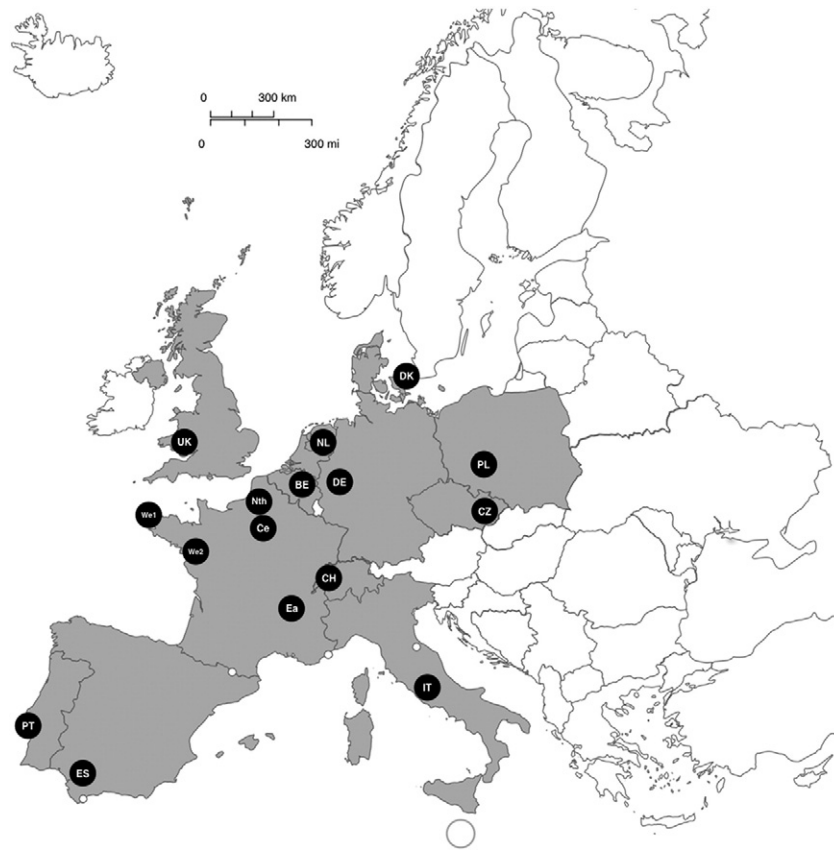 0 300 km
0 300 mi
DK
UK
NL
PL
BE
DE
Nth
CZ
We1
Ce
We2
CH
Ea
IT
PT
ES